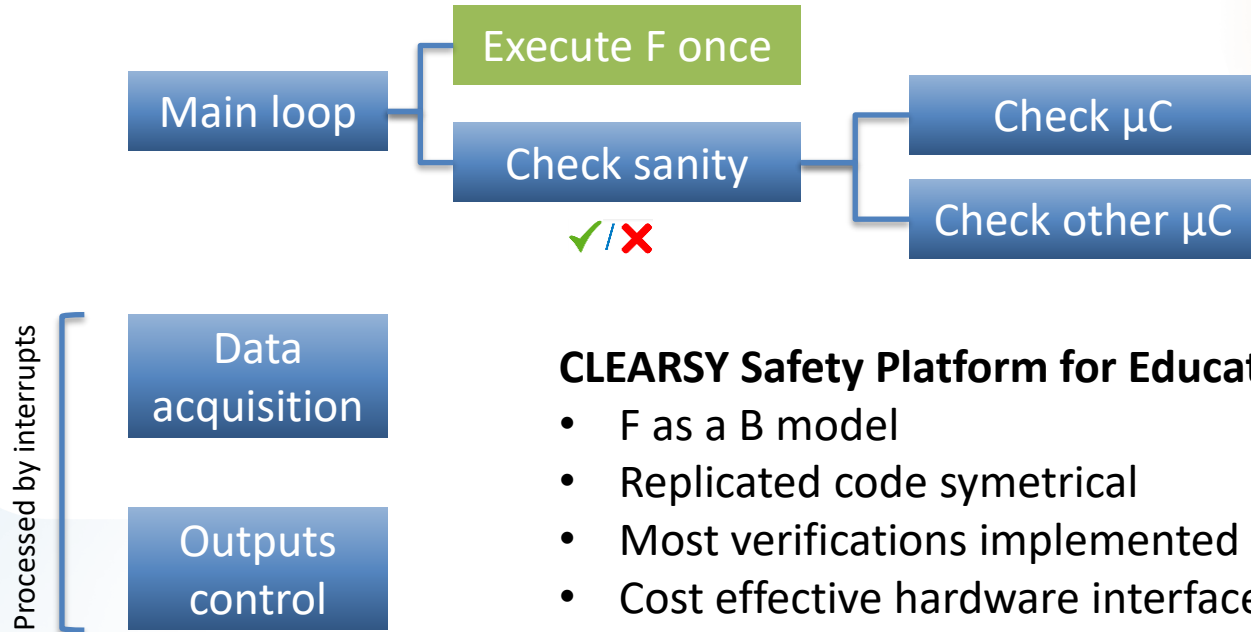 Execute F once
Main loop
Check µC
Check sanity
Check other µC
Processed by interrupts
Data
acquisition
Outputs
control
CLEARSY Safety Platform for Educat
• F as a B model
• Replicated code symetrical
• Most verifications implemented
• Cost effective hardware interface